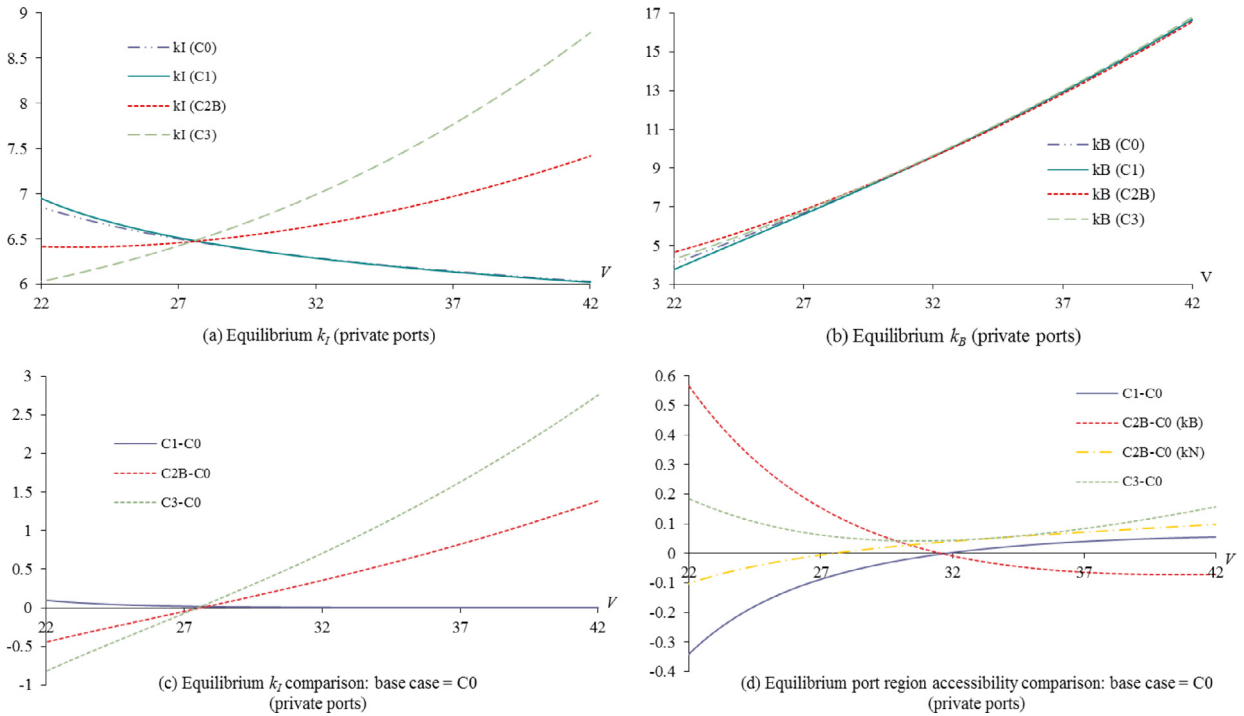 9
8.5
8
7.5
7
6.5
6
22
27
32
37
42
V
kI (C0)
kI (C1)
kI (C2B)
kI (C3)
(a) Equilibrium kI (private ports)
17
15
13
11
9
7
5
3
22
27
32
37
42
V
kB (C0)
kB (C1)
kB (C2B)
kB (C3)
(b) Equilibrium kB (private ports)
3
2.5
2
1.5
1
0.5
0
-0.5
-1
22
27
32
37
42
V
C1-C0
C2B-C0
C3-C0
(c) Equilibrium kI comparison: base case = C0
(private ports)
0.6
0.5
0.4
0.3
0.2
0.1
0
-0.1
-0.2
-0.3
-0.4
22
27
32
37
42
V
C1-C0
C2B-C0 (kB)
C2B-C0 (kN)
C3-C0
(d) Equilibrium port region accessibility comparison: base case = C0
(private ports)